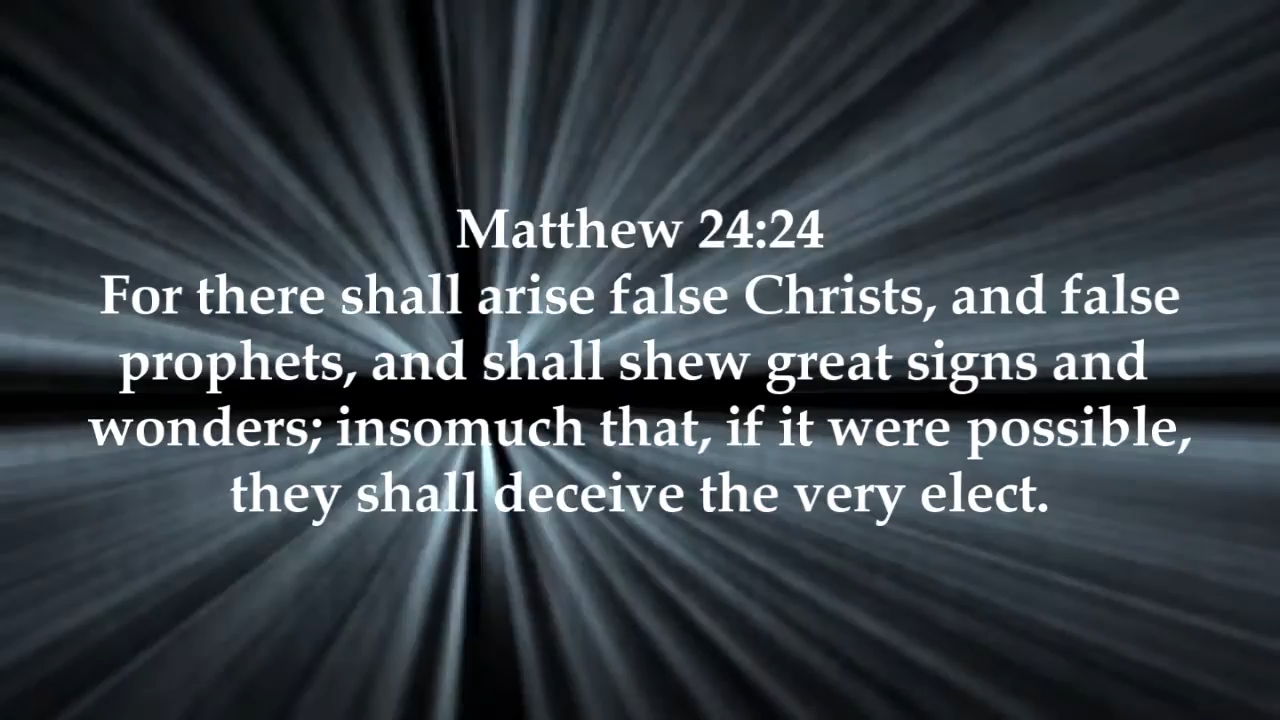 Matthew 24:24
For there shall arise false Christs, and false
prophets, and shall shew great signs and
wonders; insomuch that, if it were possible,
they shall deceive the very elect.